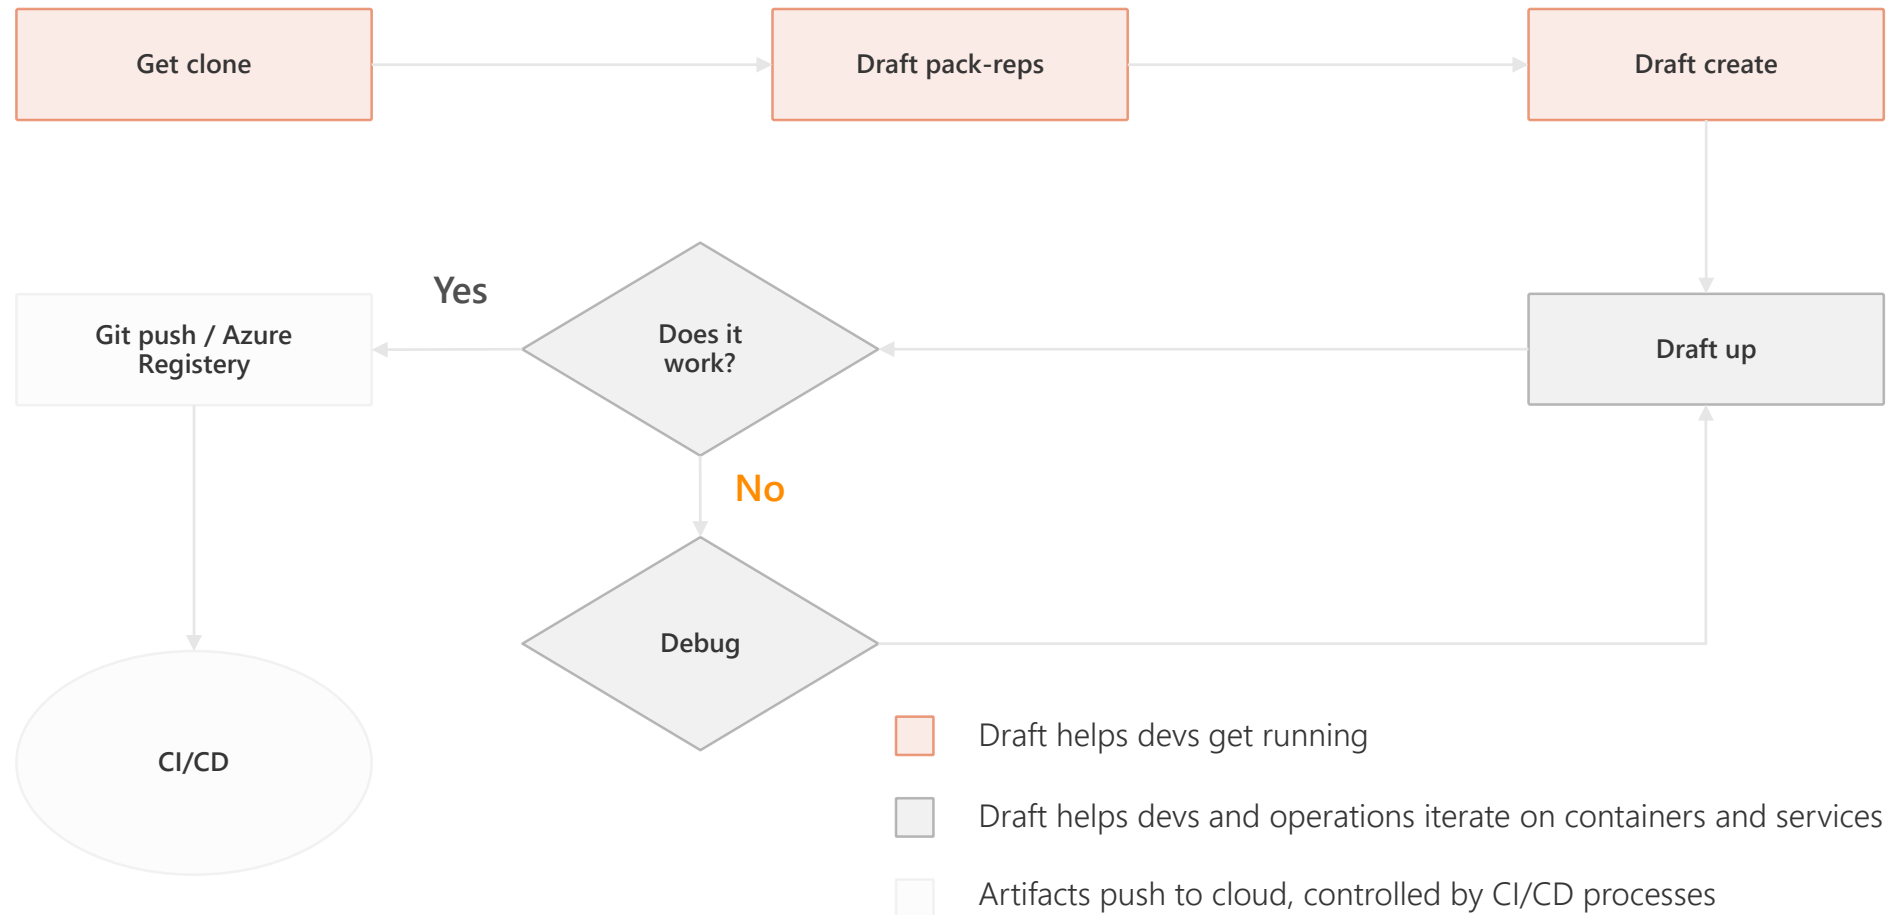 Get clone
Draft pack-reps
Draft create
Yes
Git push / Azure
Registery
Does it
work?
Draft up
No
Debug
CI/CD
Draft helps devs get running
Draft helps devs and operations iterate on containers and services
Artifacts push to cloud, controlled by CI/CD processes